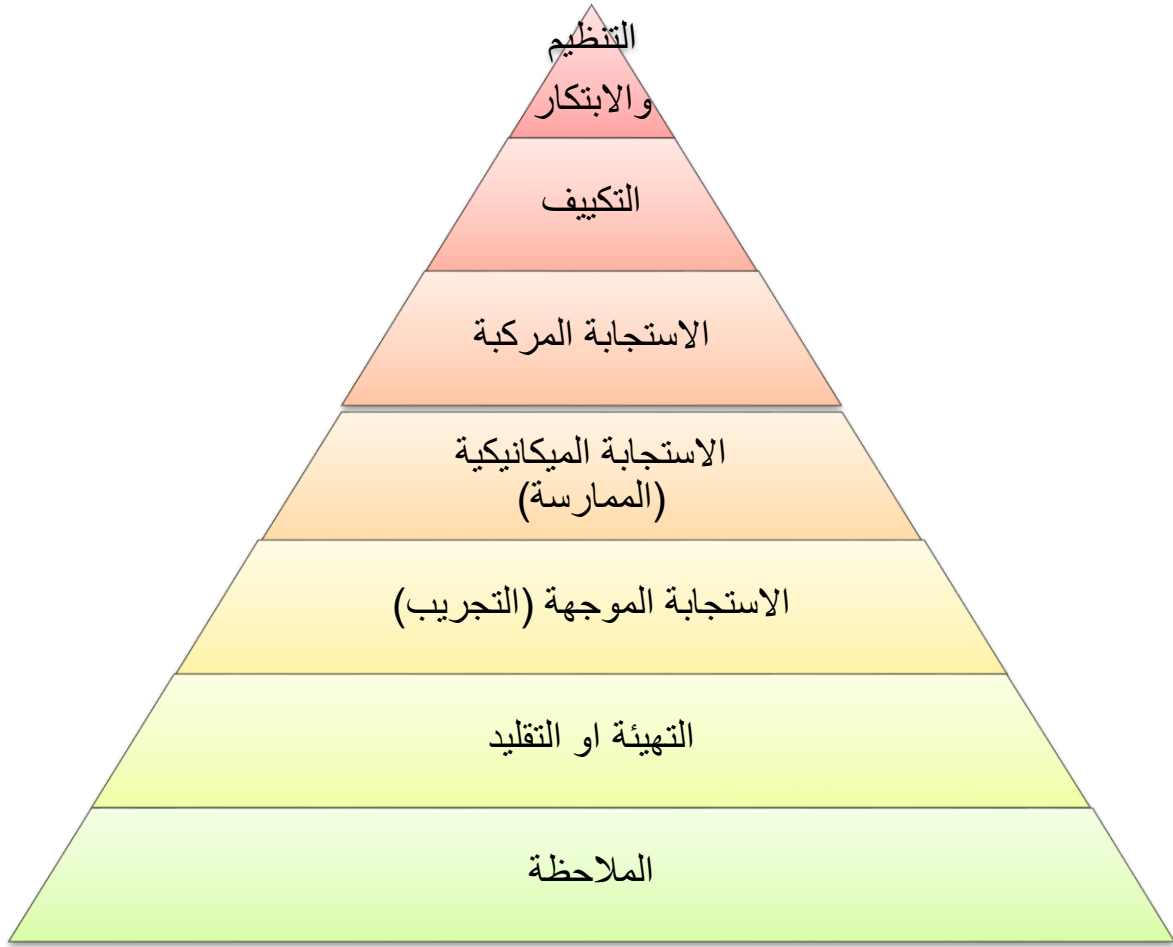 التنظيم
والابتكار
التكييف
الاستجابة المركبة
الاستجابة الميكانيكية
(الممارسة)
الاستجابة الموجهة (التجريب)
التهيئة او التقليد
الملاحظة